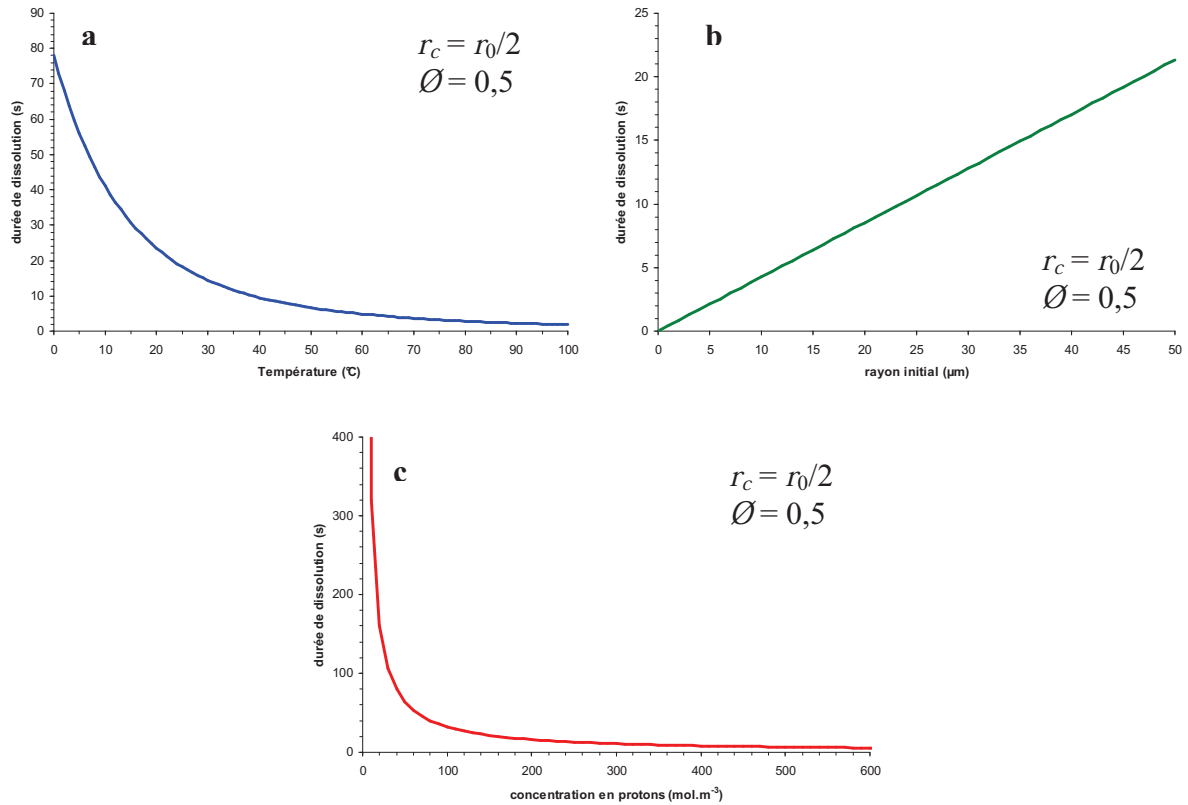 a
r_c = r_0/2
Ø = 0,5
durée de dissolution (s)
90
80
70
60
50
40
30
20
10
0
0 10 20 30 40 50 60 70 80 90 100
Température (°C)
b
durée de dissolution (s)
25
20
15
10
5
0
r_c = r_0/2
Ø = 0,5
0 5 10 15 20 25 30 35 40 45 50
rayon initial (µm)
c
r_c = r_0/2
Ø = 0,5
durée de dissolution (s)
400
300
200
100
0
0 100 200 300 400 500 600
concentration en protons (mol.m⁻³)